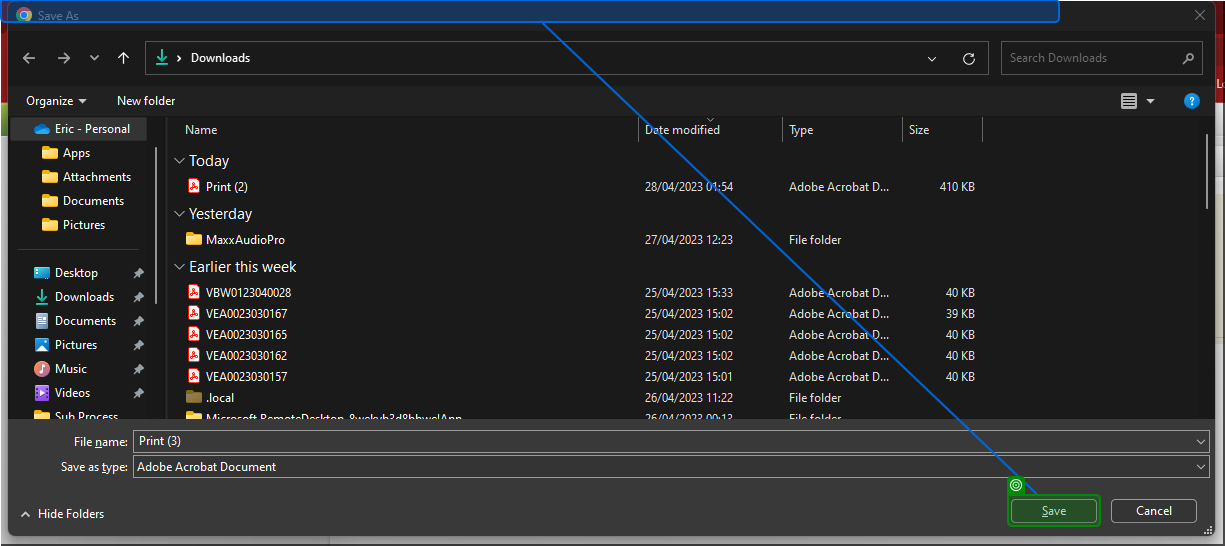 Save As
Downloads
Search Downloads
Organize
New folder
?
Eric - Personal
Apps
Attachments
Documents
Pictures
Desktop
Downloads
Documents
Pictures
Music
Videos
Sub Process
Name Date modified Type Size
Today
Print (2) 28/04/2023 01:54 Adobe Acrobat D... 410 KB
Yesterday
MaxxAudioPro 27/04/2023 12:23 File folder
Earlier this week
VBW0123040028 25/04/2023 15:33 Adobe Acrobat D... 40 KB
VEA0023030167 25/04/2023 15:02 Adobe Acrobat D... 39 KB
VEA0023030165 25/04/2023 15:02 Adobe Acrobat D... 40 KB
VEA0023030162 25/04/2023 15:02 Adobe Acrobat D... 40 KB
VEA0023030157 25/04/2023 15:01 Adobe Acrobat D... 40 KB
.local 26/04/2023 11:22 File folder
26/04/2023 00:13 File folder
File name: Print (3)
Save as type: Adobe Acrobat Document
Hide Folders
Save
Cancel